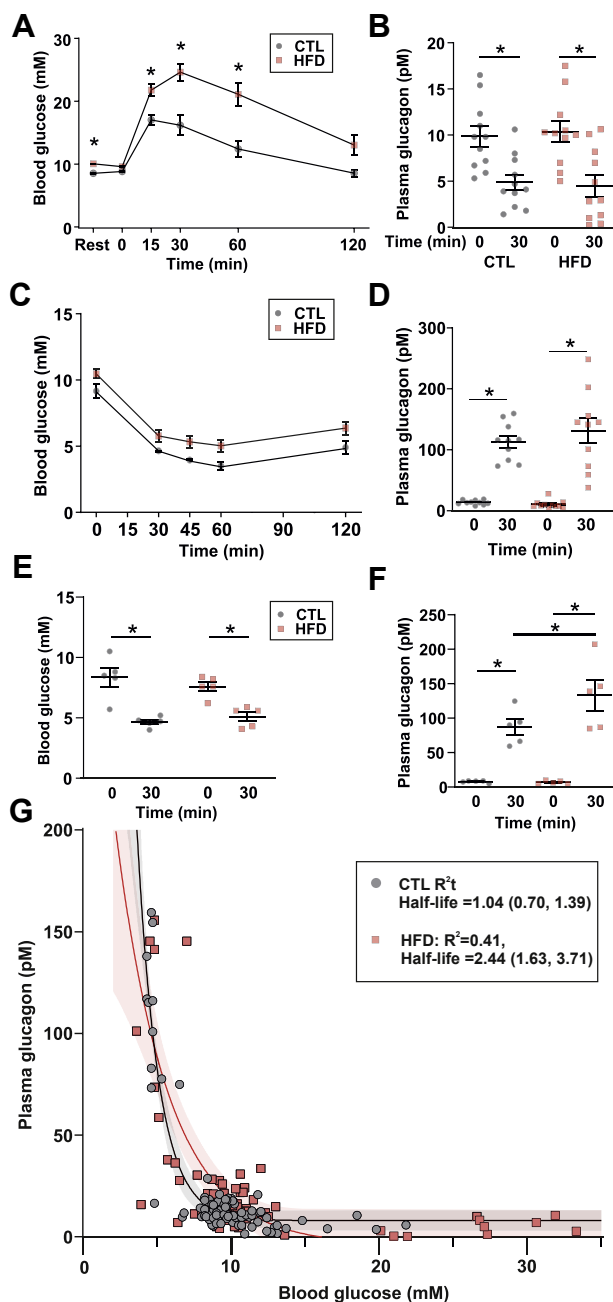 A
30
20
10
0
Blood glucose (mM)
CTL
HFD
*
*
*
*
Rest
0
15
30
60
120
Time (min)
B
20
15
10
5
0
Plasma glucagon (pM)
*
*
Time (min)
0
30
0
30
CTL
HFD
C
15
10
5
0
Blood glucose (mM)
CTL
HFD
0
15
30
45
60
90
120
Time (min)
D
300
200
100
0
Plasma glucagon (pM)
*
*
0
30
0
30
Time (min)
E
15
10
5
0
Blood glucose (mM)
*
*
CTL
HFD
0
30
0
30
Time (min)
F
250
200
150
100
50
0
Plasma glucagon (pM)
*
*
*
0
30
0
30
Time (min)
G
200
150
100
50
0
Plasma glucagon (pM)
CTL R²t
Half-life =1.04 (0.70, 1.39)
HFD: R²=0.41,
Half-life =2.44 (1.63, 3.71)
0
10
20
30
Blood glucose (mM)